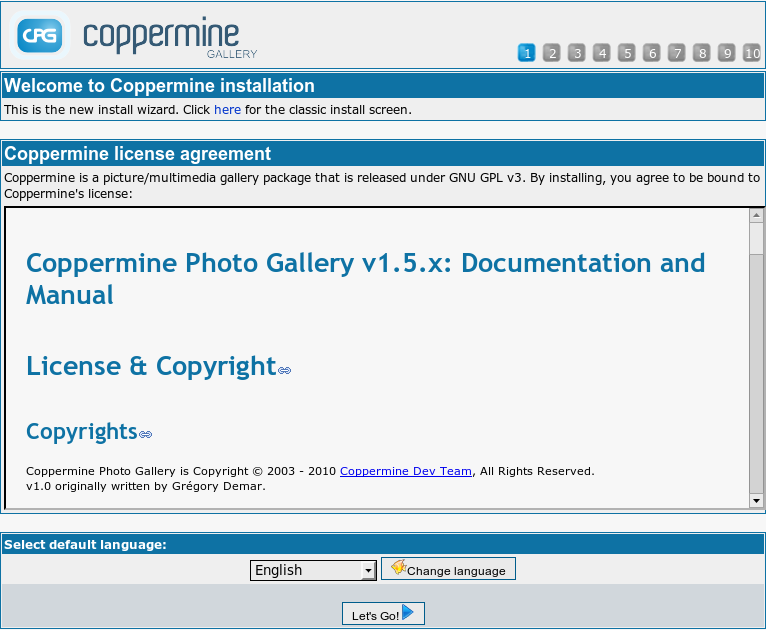 CPG coppermine
GALLERY
1 2 3 4 5 6 7 8 9 10
Welcome to Coppermine installation
This is the new install wizard. Click here for the classic install screen.
Coppermine license agreement
Coppermine is a picture/multimedia gallery package that is released under GNU GPL v3. By installing, you agree to be bound to
Coppermine's license:
Coppermine Photo Gallery v1.5.x: Documentation and
Manual
License & Copyright
Copyrights
Coppermine Photo Gallery is Copyright © 2003 - 2010 Coppermine Dev Team, All Rights Reserved.
v1.0 originally written by Grégory Demar.
Select default language:
English Change language
Let's Go!